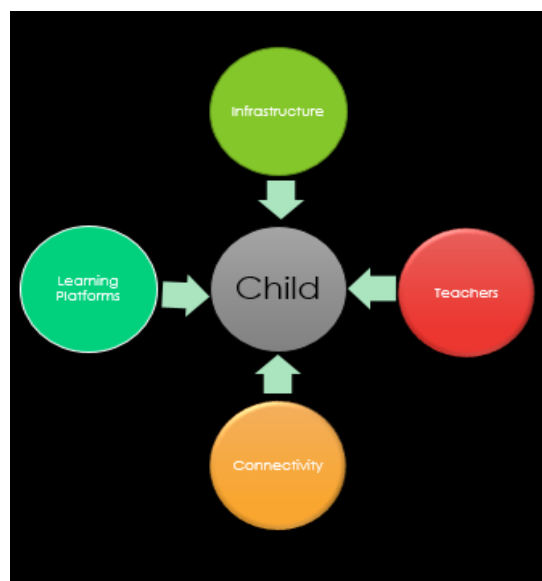 Infrastructure
Learning
Platforms
Child
Teachers
Connectivity